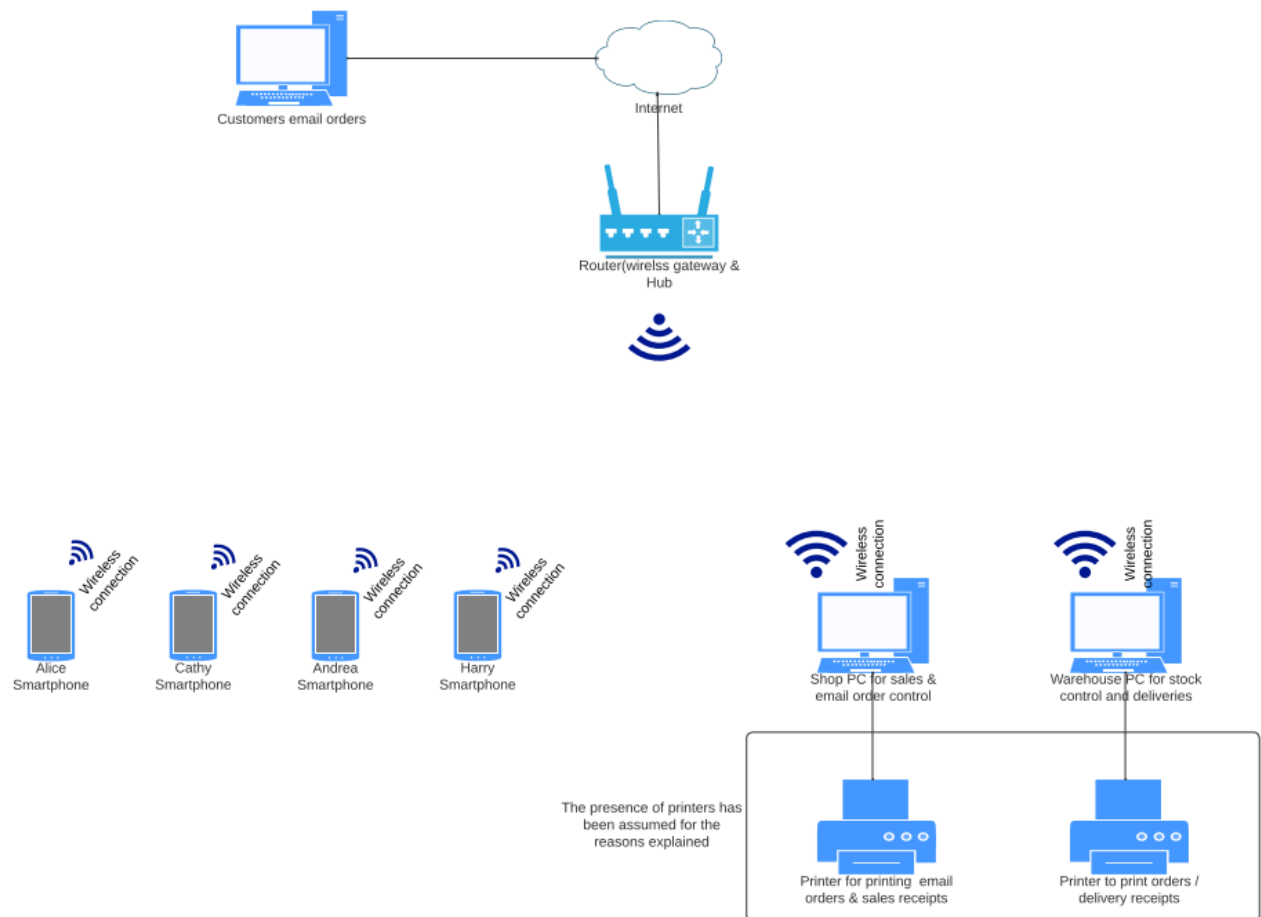 Customers email orders
Internet
Router(wirelss gateway &
Hub
Wireless
connection
Wireless
connection
Wireless
connection
Wireless
connection
Wireless
connection
Wireless
connection
Alice
Smartphone
Cathy
Smartphone
Andrea
Smartphone
Harry
Smartphone
Shop PC for sales &
email order control
Warehouse PC for stock
control and deliveries
The presence of printers has
been assumed for the
reasons explained
Printer for printing  email
orders & sales receipts
Printer to print orders /
delivery receipts